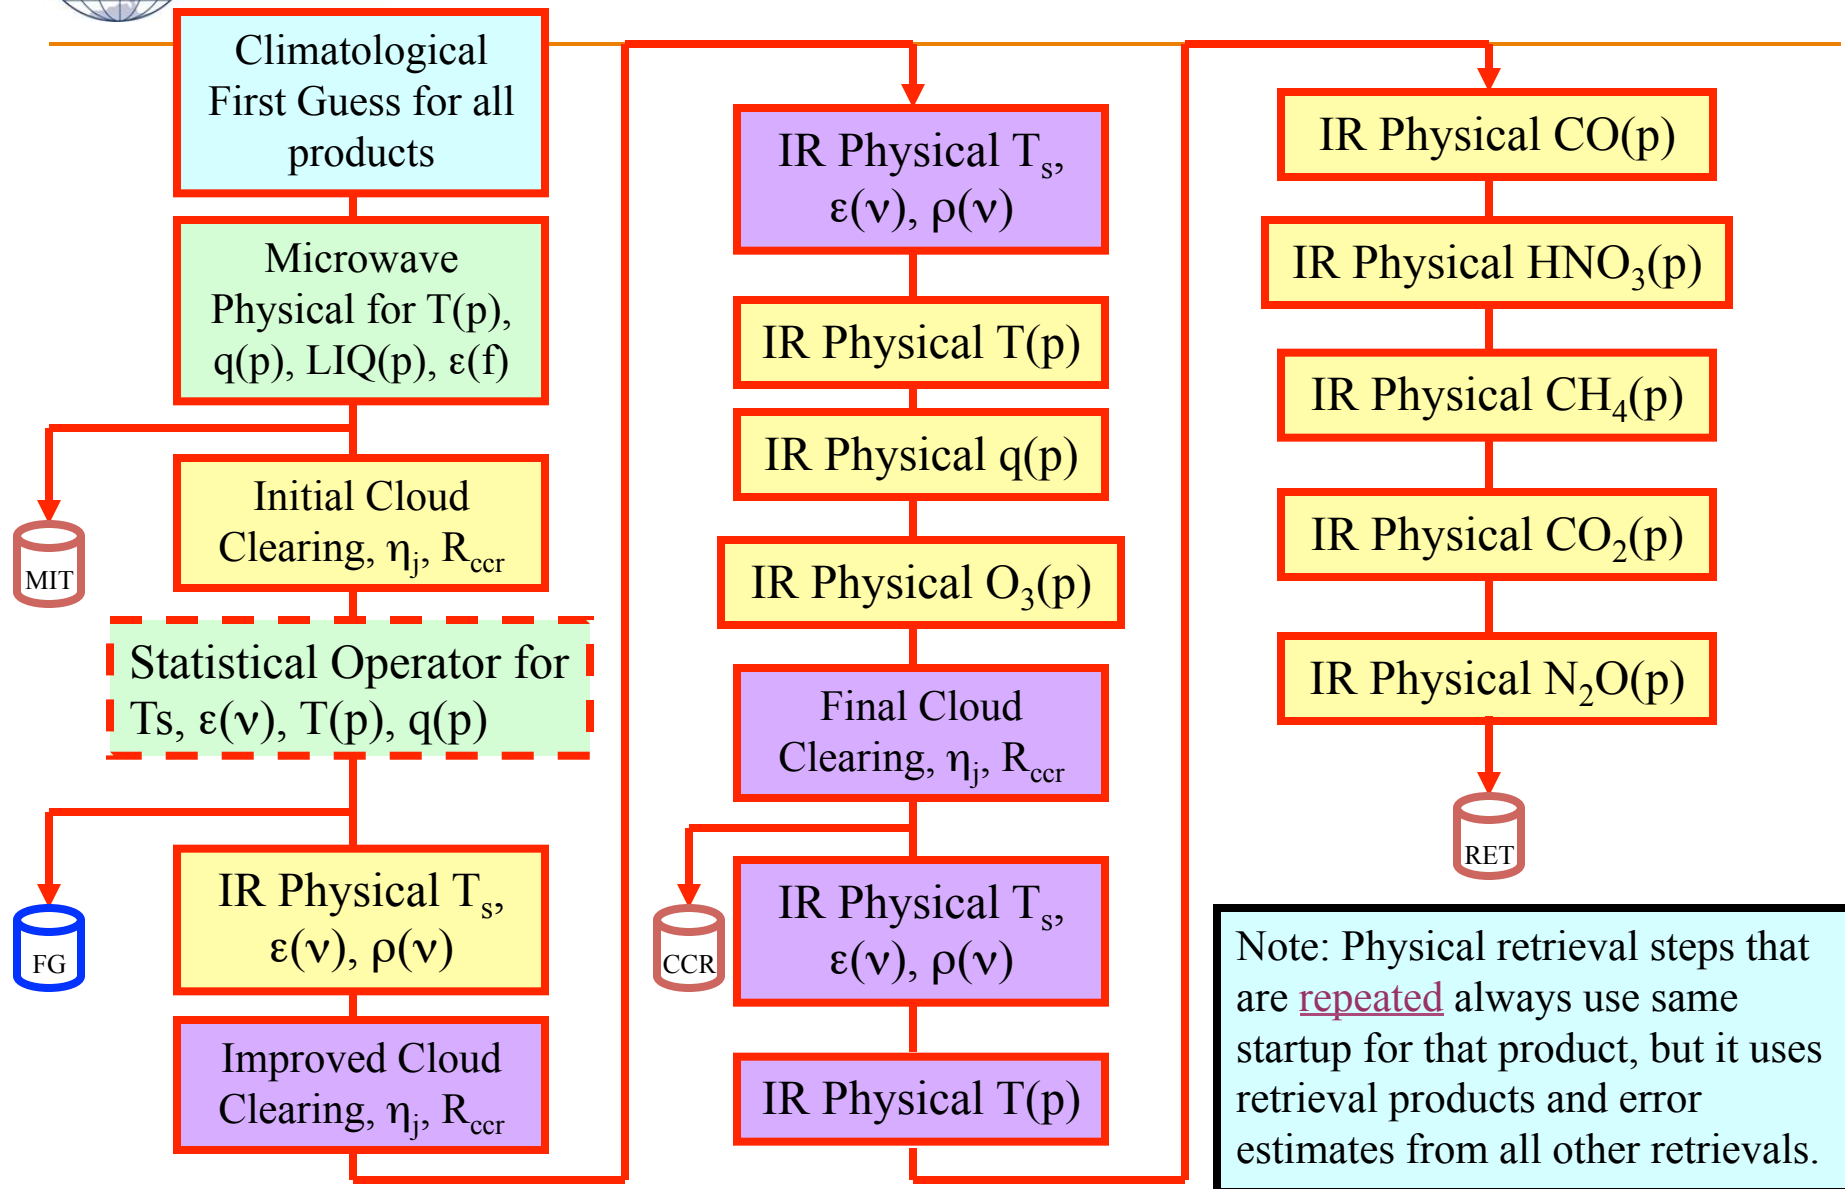 Climatological
First Guess for all
products
Microwave
Physical for T(p),
q(p), LIQ(p), ε(f)
MIT
Initial Cloud
Clearing, ηj, Rccr
Statistical Operator for
Ts, ε(ν), T(p), q(p)
FG
IR Physical Ts,
ε(ν), ρ(ν)
Improved Cloud
Clearing, ηj, Rccr
IR Physical Ts,
ε(ν), ρ(ν)
IR Physical T(p)
IR Physical q(p)
IR Physical O3(p)
Final Cloud
Clearing, ηj, Rccr
CCR
IR Physical Ts,
ε(ν), ρ(ν)
IR Physical T(p)
IR Physical CO(p)
IR Physical HNO3(p)
IR Physical CH4(p)
IR Physical CO2(p)
IR Physical N2O(p)
RET
Note: Physical retrieval steps that
are repeated always use same
startup for that product, but it uses
retrieval products and error
estimates from all other retrievals.